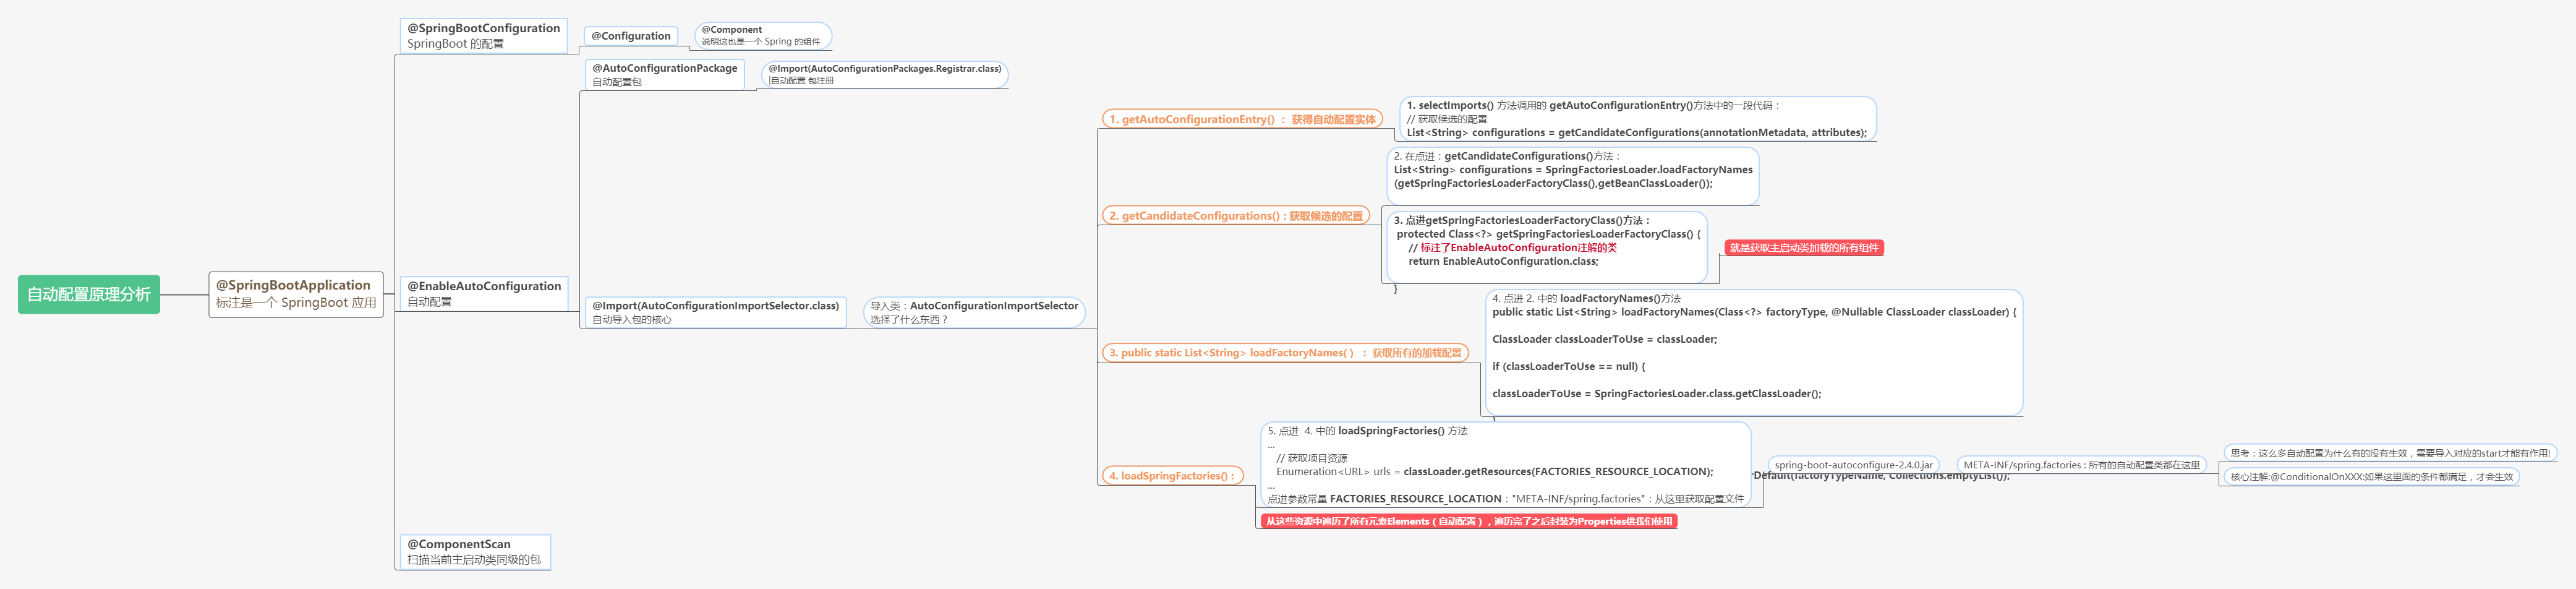 自动配置原理分析
@SpringBootApplication
标注是一个 SpringBoot 应用
@SpringBootConfiguration
SpringBoot 的配置
@Configuration
@Component
说明这也是一个 Spring 的组件
@EnableAutoConfiguration
自动配置
@AutoConfigurationPackage
自动配置包
@Import(AutoConfigurationPackages.Registrar.class)
|自动配置 包注册
@Import(AutoConfigurationImportSelector.class)
自动导入包的核心
导入类：AutoConfigurationImportSelector
选择了什么东西？
1. getAutoConfigurationEntry() ： 获得自动配置实体
1. selectImports() 方法调用的 getAutoConfigurationEntry()方法中的一段代码：
// 获取候选的配置
List<String> configurations = getCandidateConfigurations(annotationMetadata, attributes);
2. getCandidateConfigurations() : 获取候选的配置
2. 在点进：getCandidateConfigurations()方法：
List<String> configurations = SpringFactoriesLoader.loadFactoryNames
(getSpringFactoriesLoaderFactoryClass(),getBeanClassLoader());
3. 点进getSpringFactoriesLoaderFactoryClass()方法：
protected Class<?> getSpringFactoriesLoaderFactoryClass() {
// 标注了EnableAutoConfiguration注解的类
return EnableAutoConfiguration.class;
}
就是获取主启动类加载的所有组件
3. public static List<String> loadFactoryNames( ) ： 获取所有的加载配置
4. 点进 2. 中的 loadFactoryNames()方法
public static List<String> loadFactoryNames(Class<?> factoryType, @Nullable ClassLoader classLoader) {
ClassLoader classLoaderToUse = classLoader;
if (classLoaderToUse == null) {
classLoaderToUse = SpringFactoriesLoader.class.getClassLoader();
}
rDefault(factoryTypeName, Collections.emptyList());
4. loadSpringFactories() :
5. 点进 4. 中的 loadSpringFactories() 方法
...
// 获取项目资源
Enumeration<URL> urls = classLoader.getResources(FACTORIES_RESOURCE_LOCATION);
...
点进参数常量 FACTORIES_RESOURCE_LOCATION："META-INF/spring.factories"：从这里获取配置文件
spring-boot-autoconfigure-2.4.0.jar
META-INF/spring.factories : 所有的自动配置类都在这里
思考：这么多自动配置为什么有的没有生效，需要导入对应的start才能有作用!
核心注解:@ConditionalOnXXX:如果这里面的条件都满足，才会生效
从这些资源中遍历了所有元素Elements（自动配置），遍历完了之后封装为Properties供我们使用
@ComponentScan
扫描当前主启动类同级的包